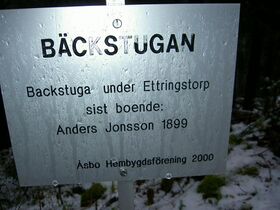 BÄCKSTUGAN
Backstuga under Ettringstorp
sist boende:
Anders Jonsson 1899
Åsbo Hembygdsförening 2000